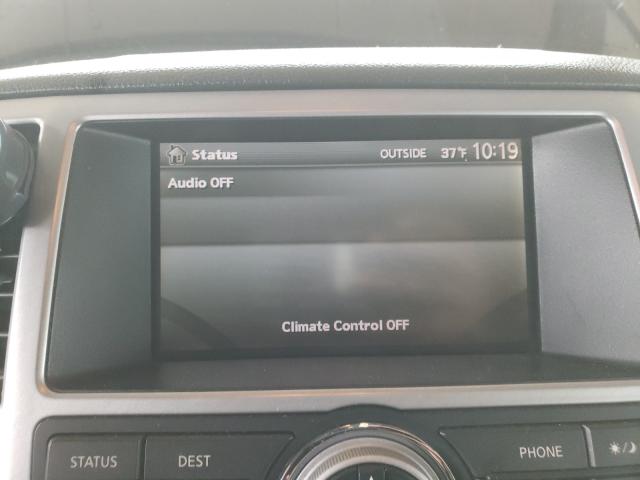 Status OUTSIDE 37°F 10:19
Audio OFF
Climate Control OFF
STATUS DEST PHONE